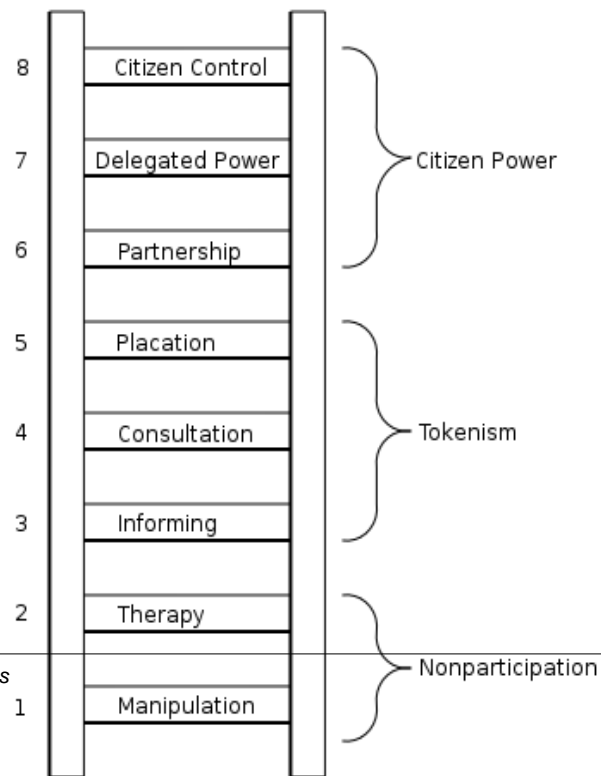 8 Citizen Control
7 Delegated Power Citizen Power
6 Partnership
5 Placation
4 Consultation Tokenism
3 Informing
2 Therapy
Nonparticipation
s
1 Manipulation